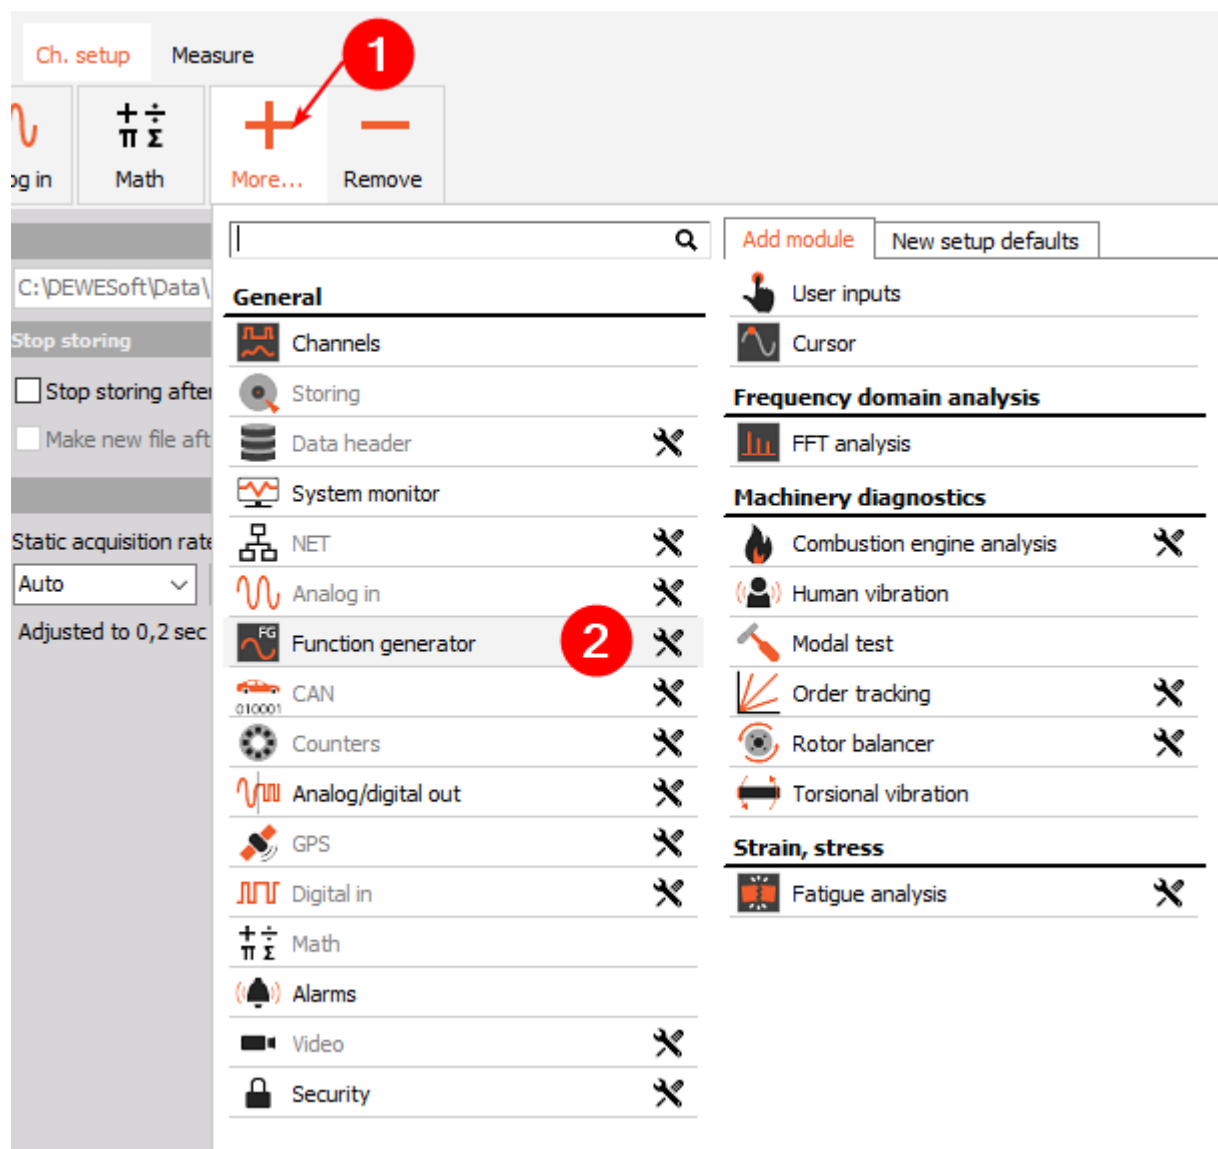 Ch. setup Measure
1
og in Math More... Remove
Add module New setup defaults
C:\DEWESoft\Data\
Stop storing
Stop storing after
Make new file aft
Static acquisition rate
Auto
Adjusted to 0,2 sec
General
Channels
Storing
Data header
System monitor
NET
Analog in
FG
Function generator
2
010001
CAN
Counters
Analog/digital out
GPS
Digital in
+ ÷ π Σ
Math
Alarms
Video
Security
User inputs
Cursor
Frequency domain analysis
FFT analysis
Machinery diagnostics
Combustion engine analysis
Human vibration
Modal test
Order tracking
Rotor balancer
Torsional vibration
Strain, stress
Fatigue analysis